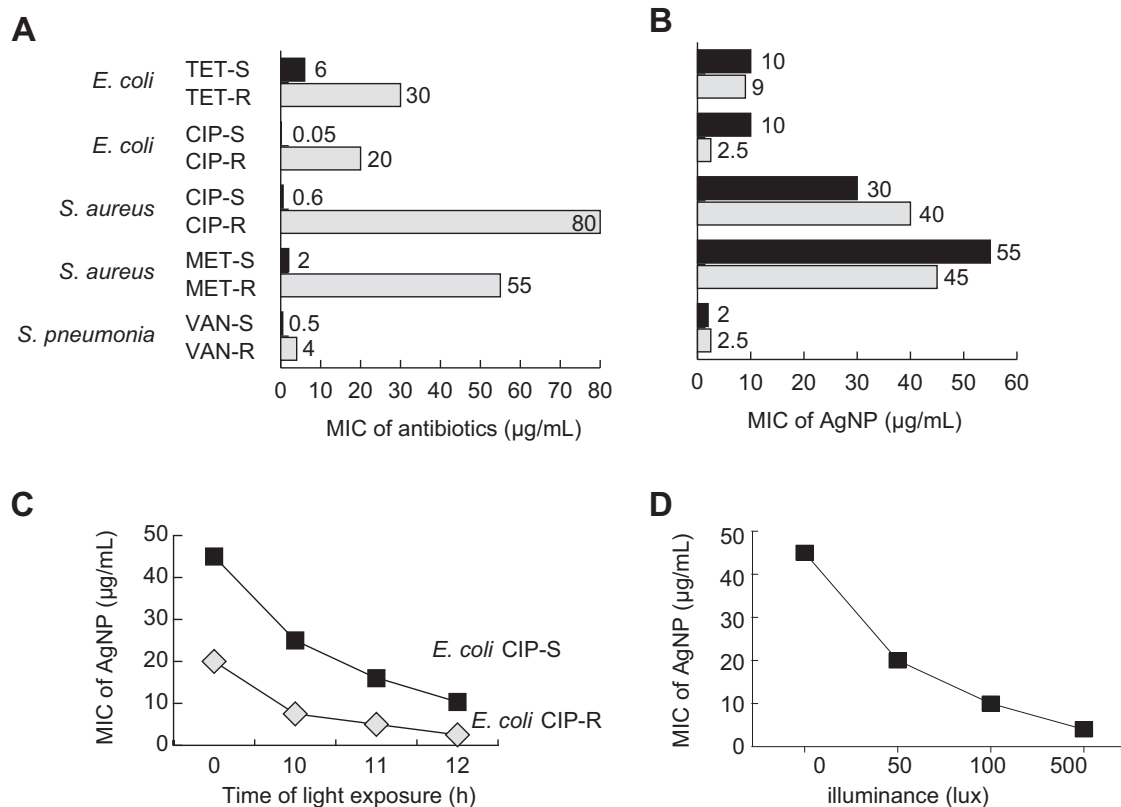 A
E. coli TET-S 6
TET-R 30
E. coli CIP-S 0.05
CIP-R 20
S. aureus CIP-S 0.6
CIP-R 80
S. aureus MET-S 2
MET-R 55
S. pneumonia VAN-S 0.5
VAN-R 4
0 10 20 30 40 50 60 70 80
MIC of antibiotics (µg/mL)
B
10
9
10
2.5
30
40
55
45
2
2.5
0 10 20 30 40 50 60
MIC of AgNP (µg/mL)
C
MIC of AgNP (µg/mL)
50
40
30
20
10
0
E. coli CIP-S
E. coli CIP-R
0 10 11 12
Time of light exposure (h)
D
MIC of AgNP (µg/mL)
50
40
30
20
10
0
0 50 100 500
illuminance (lux)